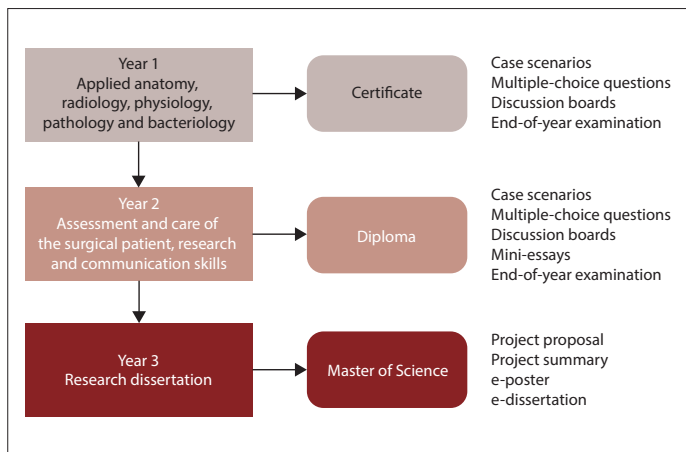 Year 1
Applied anatomy,
radiology, physiology,
pathology and bacteriology
Certificate
Case scenarios
Multiple-choice questions
Discussion boards
End-of-year examination
Year 2
Assessment and care of
the surgical patient, research
and communication skills
Diploma
Case scenarios
Multiple-choice questions
Discussion boards
Mini-essays
End-of-year examination
Year 3
Research dissertation
Master of Science
Project proposal
Project summary
e-poster
e-dissertation